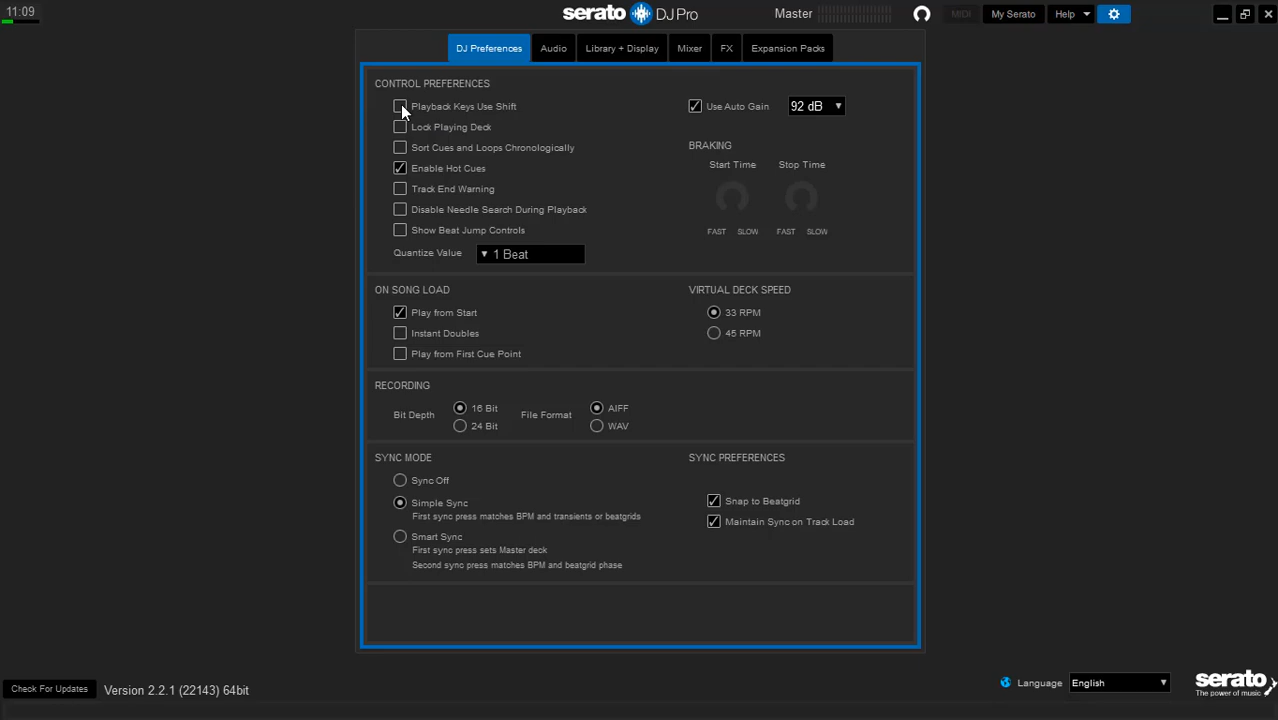 11:09
serato DJ Pro
Master
MIDI
My Serato
Help
DJ Preferences
Audio
Library + Display
Mixer
FX
Expansion Packs
CONTROL PREFERENCES
Playback Keys Use Shift
Use Auto Gain
92 dB
Lock Playing Deck
Sort Cues and Loops Chronologically
BRAKING
Enable Hot Cues
Start Time
Stop Time
Track End Warning
Disable Needle Search During Playback
Show Beat Jump Controls
FAST SLOW
FAST SLOW
Quantize Value
1 Beat
ON SONG LOAD
VIRTUAL DECK SPEED
Play from Start
33 RPM
Instant Doubles
45 RPM
Play from First Cue Point
RECORDING
Bit Depth
16 Bit
24 Bit
File Format
AIFF
WAV
SYNC MODE
SYNC PREFERENCES
Sync Off
Simple Sync
First sync press matches BPM and transients or beatgrids
Snap to Beatgrid
Maintain Sync on Track Load
Smart Sync
First sync press sets Master deck
Second sync press matches BPM and beatgrid phase
Check For Updates
Version 2.2.1 (22143) 64bit
Language
English
serato
The power of music